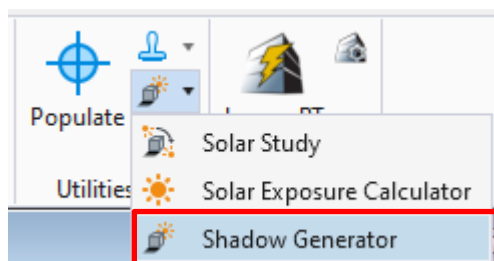 Populate
Utilities
Solar Study
Solar Exposure Calculator
Shadow Generator